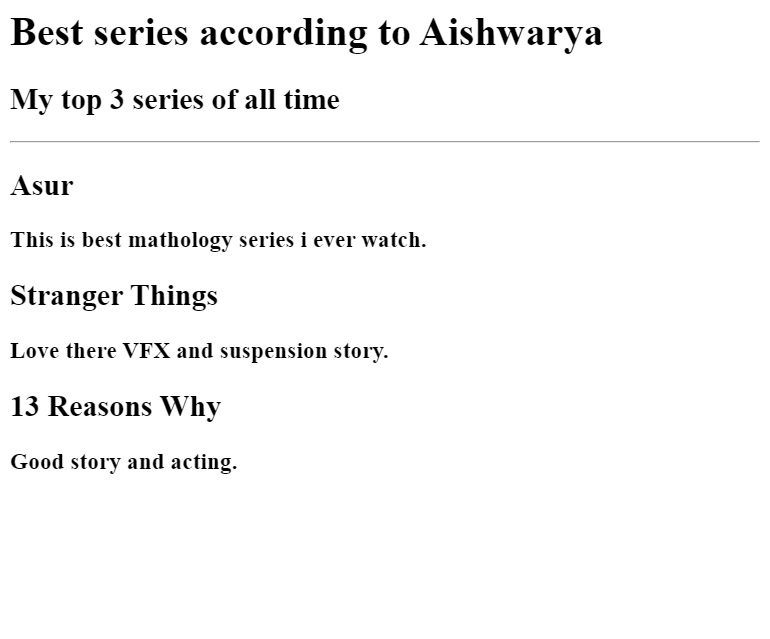 Best series according to Aishwarya
My top 3 series of all time
Asur
This is best mathology series i ever watch.
Stranger Things
Love there VFX and suspension story.
13 Reasons Why
Good story and acting.